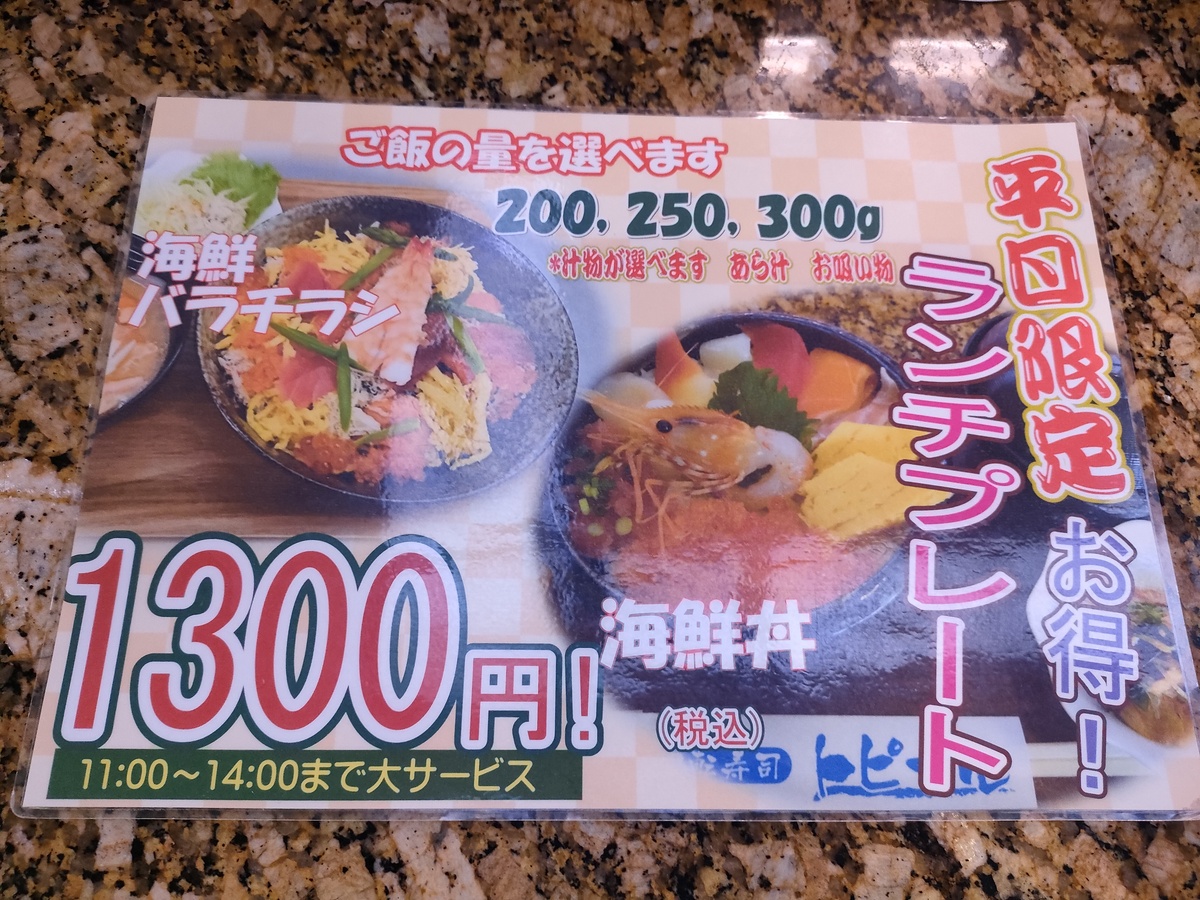 ご飯の量を選べます
200, 250, 300g
*汁物が選べます あら汁 お吸い物
平日限定
お得!
ランチプレート
海鮮
バラチラシ
海鮮丼
1300円!
(税込)
11:00~14:00まで大サービス
寿司